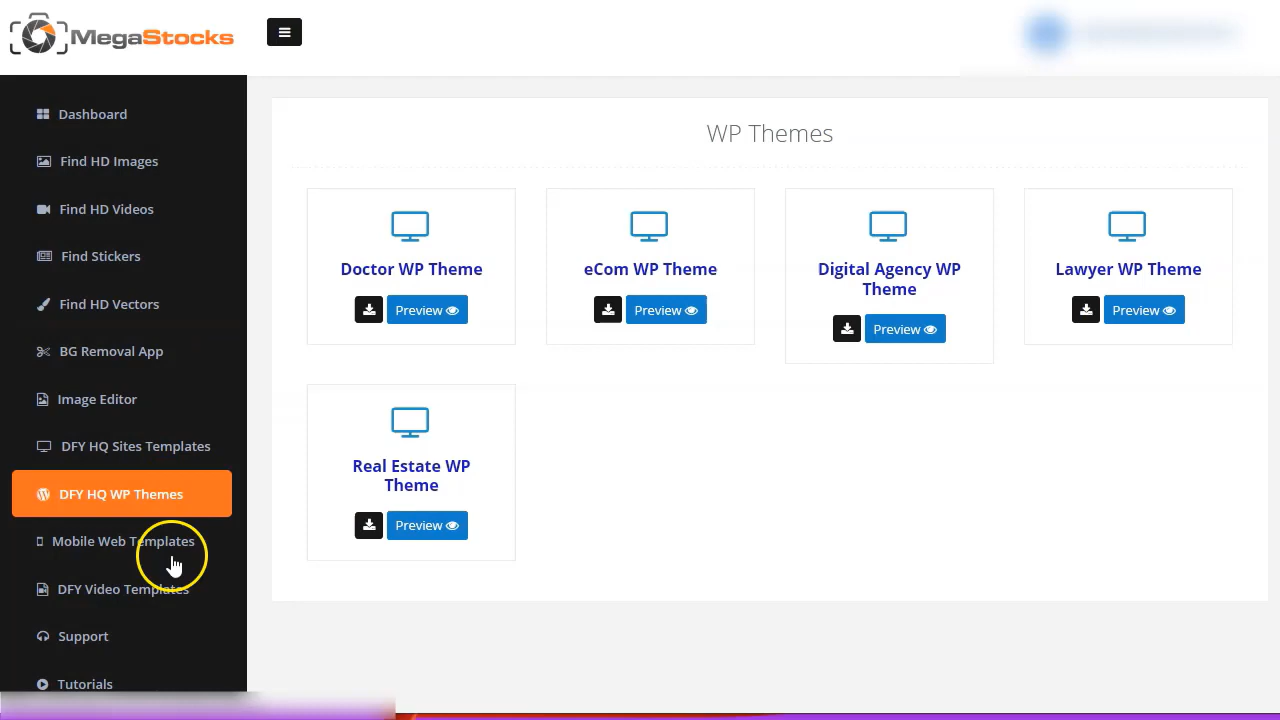 MegaStocks
Dashboard
Find HD Images
Find HD Videos
Find Stickers
Find HD Vectors
BG Removal App
Image Editor
DFY HQ Sites Templates
DFY HQ WP Themes
Mobile Web Templates
DFY Video Templates
Support
Tutorials
WP Themes
Doctor WP Theme
Preview
eCom WP Theme
Preview
Digital Agency WP
Theme
Preview
Lawyer WP Theme
Preview
Real Estate WP
Theme
Preview